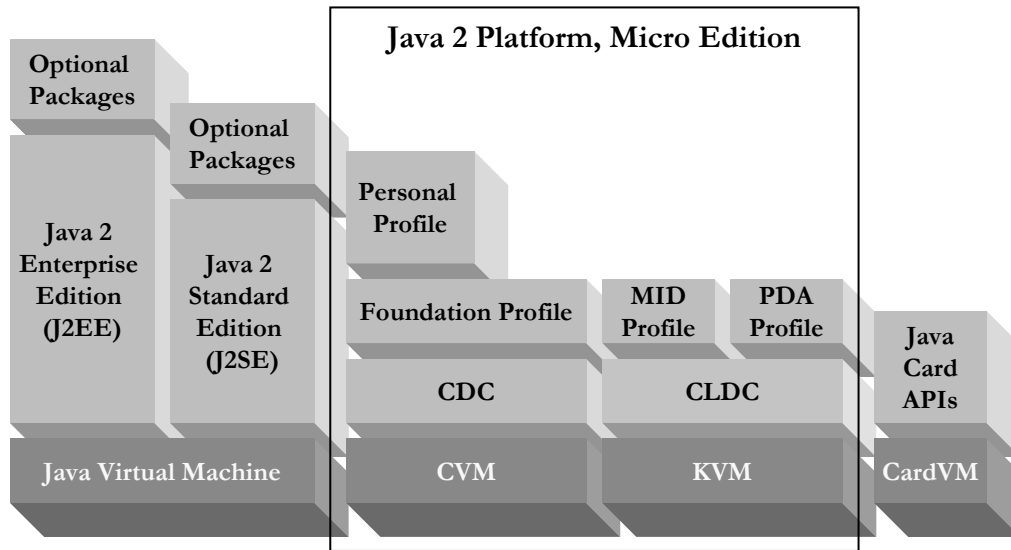 Java 2 Platform, Micro Edition
Optional
Packages
Optional
Packages
Personal
Profile
Java 2
Enterprise
Edition
(J2EE)
Java 2
Standard
Edition
(J2SE)
Foundation Profile
MID
Profile
PDA
Profile
Java
Card
APIs
CDC
CLDC
Java Virtual Machine
CVM
KVM
CardVM